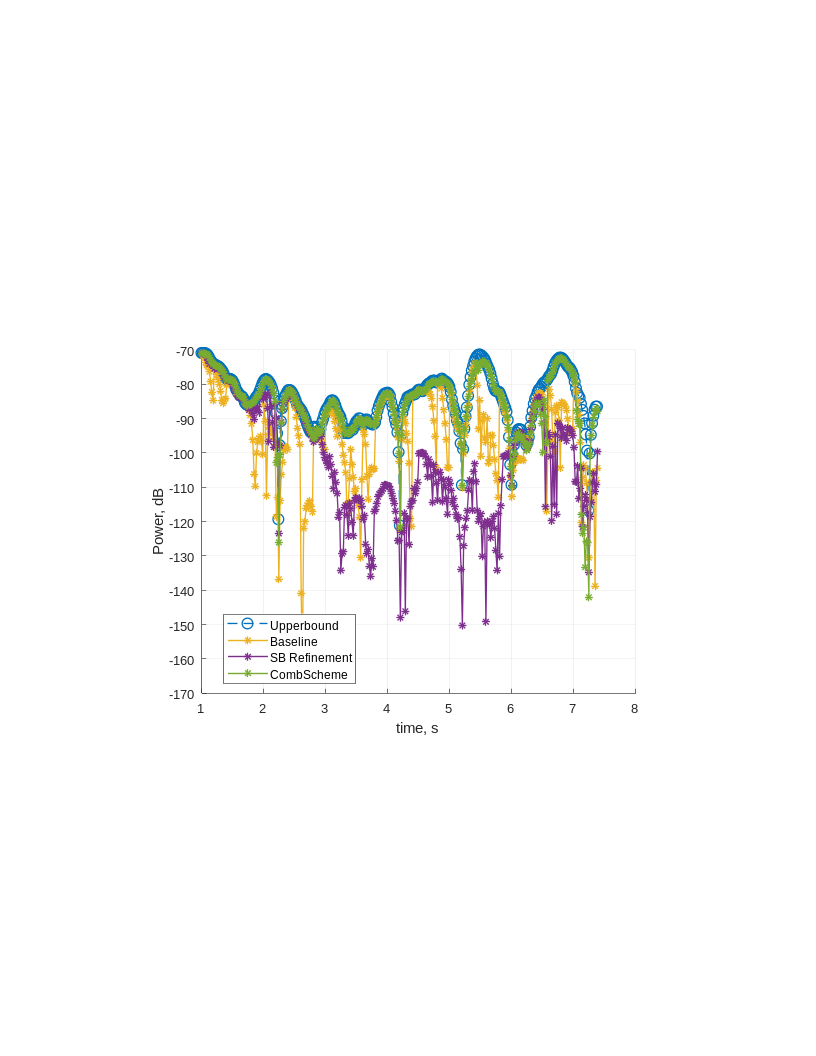 -70
-80
-90
-100
-110
-120
-130
-140
-150
-160
-170
Power, dB
Upperbound
Baseline
SB Refinement
CombScheme
1 2 3 4 5 6 7 8
time, s